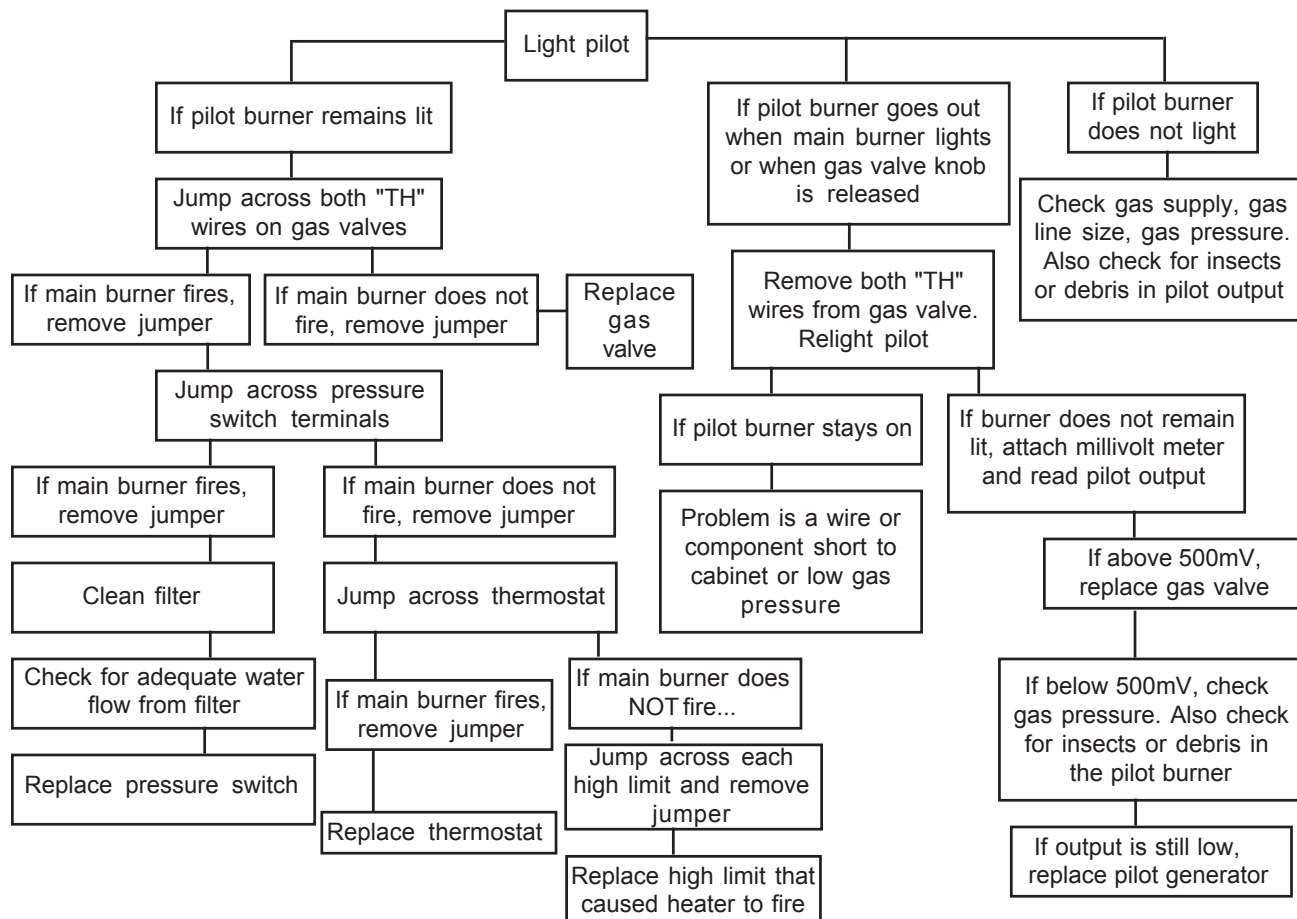 Light pilot
If pilot burner remains lit
If pilot burner goes out
when main burner lights
or when gas valve knob
is released
If pilot burner
does not light
Jump across both "TH"
wires on gas valves
Check gas supply, gas
line size, gas pressure.
Also check for insects
or debris in pilot output
If main burner fires,
remove jumper
If main burner does not
fire, remove jumper
Replace
gas
valve
Remove both "TH"
wires from gas valve.
Relight pilot
Jump across pressure
switch terminals
If pilot burner stays on
If burner does not remain
lit, attach millivolt meter
and read pilot output
If main burner fires,
remove jumper
If main burner does not
fire, remove jumper
Problem is a wire or
component short to
cabinet or low gas
pressure
If above 500mV,
replace gas valve
Clean filter
Jump across thermostat
Check for adequate water
flow from filter
If main burner fires,
remove jumper
If main burner does
NOT fire...
If below 500mV, check
gas pressure. Also check
for insects or debris in
the pilot burner
Replace pressure switch
Jump across each
high limit and remove
jumper
Replace thermostat
If output is still low,
replace pilot generator
Replace high limit that
caused heater to fire